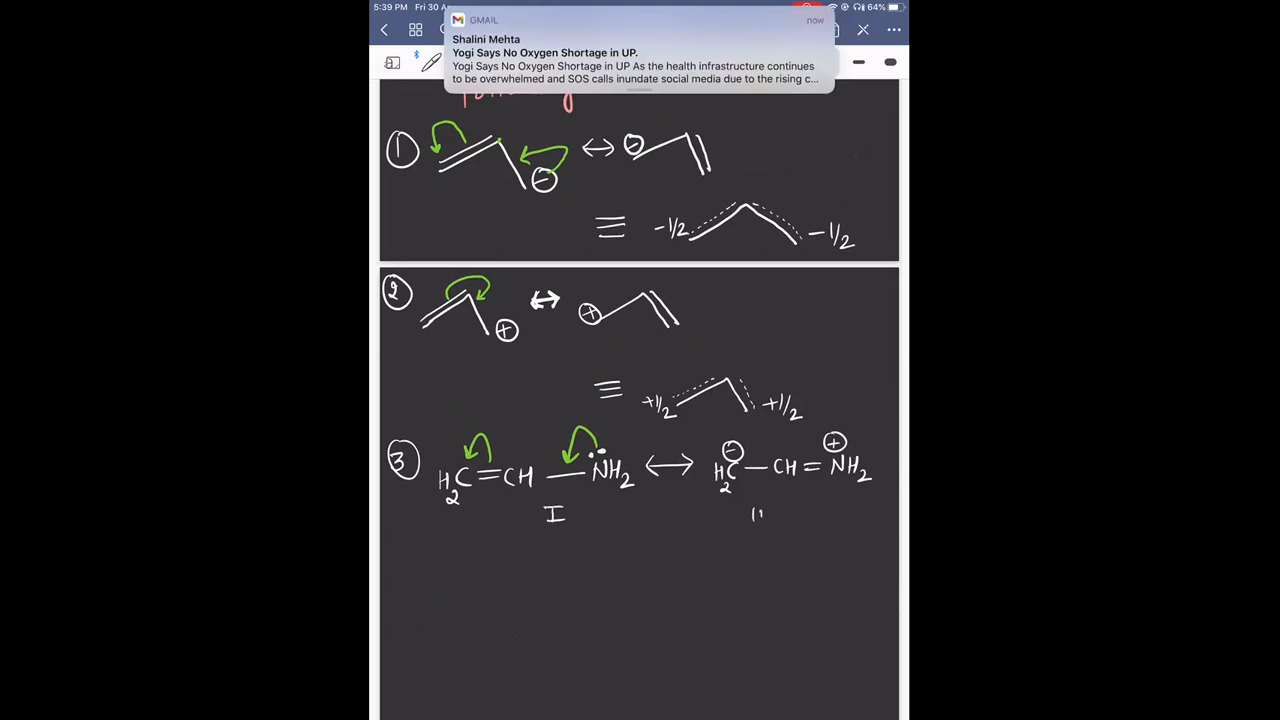 5:39 PM Fri 30 64%
GMAIL now
Shalini Mehta
Yogi Says No Oxygen Shortage in UP.
Yogi Says No Oxygen Shortage in UP As the health infrastructure continues
to be overwhelmed and SOS calls inundate social media due to the rising c...
① ⊖ ↔ ⊖
≡ -1/2 -1/2
② ⊕ ↔ ⊕
≡ +1/2 +1/2
③ H₂C=CH — N̈H₂ ↔ H₂C⊖ — CH = N⊕H₂
I II